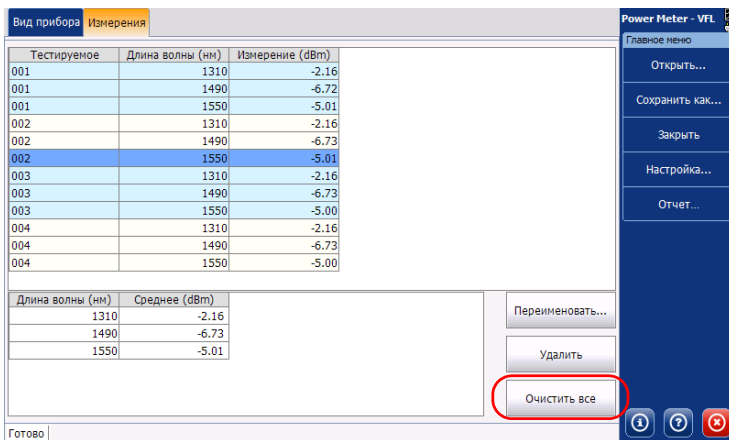 Вид прибора Измерения
Power Meter - VFL
Главное меню
Открыть...
Сохранить как...
Закрыть
Настройка...
Отчет...
Тестируемое Длина волны (нм) Измерение (dBm)
001 1310 -2.16
001 1490 -6.72
001 1550 -5.01
002 1310 -2.16
002 1490 -6.73
002 1550 -5.01
003 1310 -2.16
003 1490 -6.73
003 1550 -5.00
004 1310 -2.16
004 1490 -6.73
004 1550 -5.00
Длина волны (нм) Среднее (dBm)
1310 -2.16
1490 -6.73
1550 -5.01
Переименовать...
Удалить
Очистить все
Готово